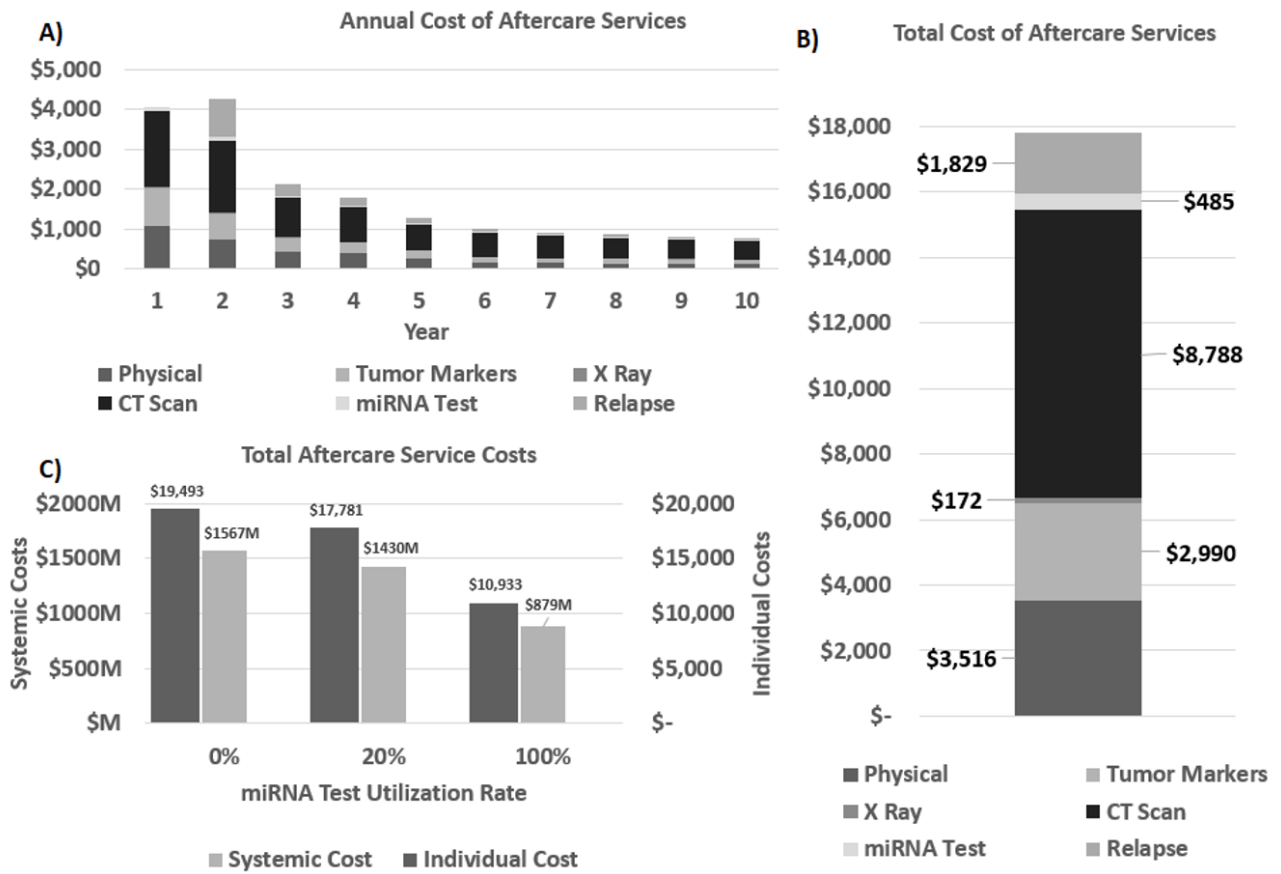 A)
Annual Cost of Aftercare Services
$5,000
$4,000
$3,000
$2,000
$1,000
$0
1 2 3 4 5 6 7 8 9 10
Year
Physical Tumor Markers X Ray
CT Scan miRNA Test Relapse
B)
Total Cost of Aftercare Services
$18,000
$16,000
$14,000
$12,000
$10,000
$8,000
$6,000
$4,000
$2,000
$-
$1,829
$485
$8,788
$172
$2,990
$3,516
Physical Tumor Markers
X Ray CT Scan
miRNA Test Relapse
C)
Total Aftercare Service Costs
Systemic Costs
$2000M
$1500M
$1000M
$500M
$M
$19,493
$1567M
$17,781
$1430M
$10,933
$879M
$20,000
$15,000
$10,000
$5,000
$-
Individual Costs
0% 20% 100%
miRNA Test Utilization Rate
Systemic Cost Individual Cost